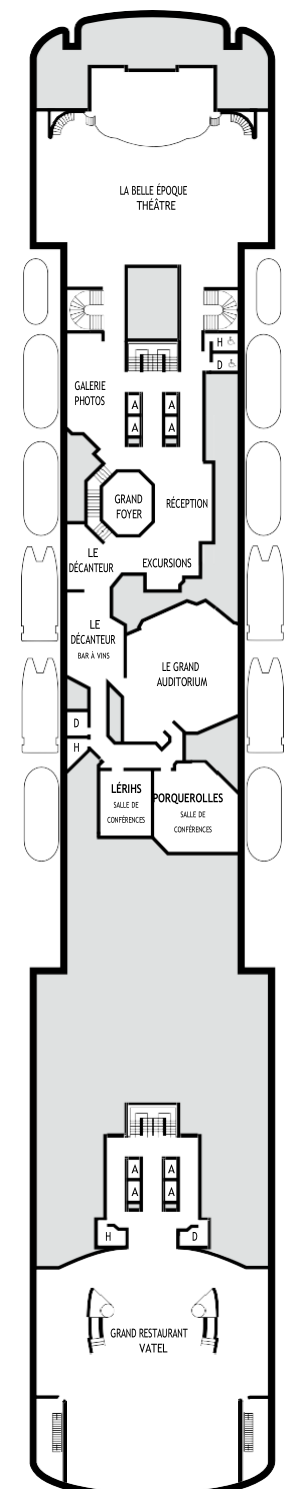 LA BELLE ÉPOQUE
THÉÂTRE
H
D
GALERIE
PHOTOS
A A
A A
GRAND
FOYER
RÉCEPTION
LE
DÉCANTEUR
EXCURSIONS
LE
DÉCANTEUR
BAR À VINS
LE GRAND
AUDITORIUM
D
H
LÉRIHS
SALLE DE
CONFÉRENCES
PORQUEROLLES
SALLE DE
CONFÉRENCES
A A
A A
H D
GRAND RESTAURANT
VATEL